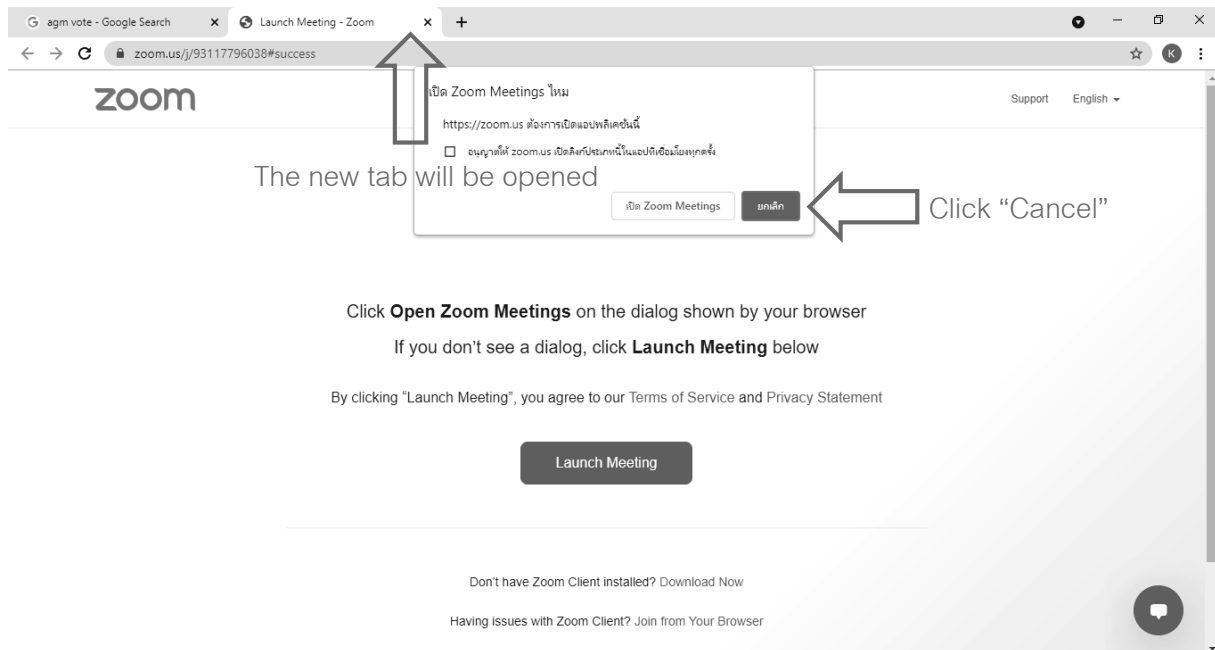 agm vote - Google Search
Launch Meeting - Zoom
zoom.us/j/93117796038#success
K
zoom
Support English
เปิด Zoom Meetings ไหม
https://zoom.us ต้องการเปิดแอปพลิเคชันนี้
อนุญาตให้ zoom.us เปิดลิงก์ประเภทนี้ในแอปที่เชื่อมโยงทุกครั้ง
The new tab will be opened
เปิด Zoom Meetings
ยกเลิก
Click “Cancel”
Click Open Zoom Meetings on the dialog shown by your browser
If you don’t see a dialog, click Launch Meeting below
By clicking “Launch Meeting”, you agree to our Terms of Service and Privacy Statement
Launch Meeting
Don’t have Zoom Client installed? Download Now
Having issues with Zoom Client? Join from Your Browser